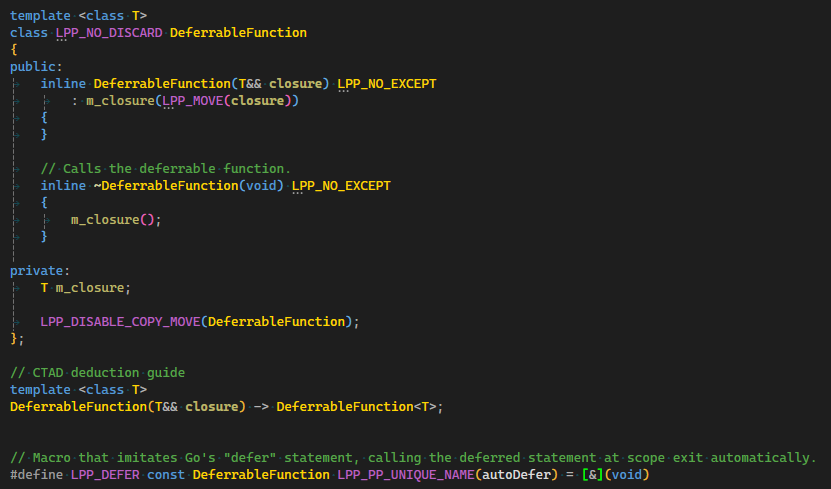 template <class T>
class LPP_NO_DISCARD DeferrableFunction
{
public:
    inline DeferrableFunction(T&& closure) LPP_NO_EXCEPT
        : m_closure(LPP_MOVE(closure))
    {
    }

    // Calls the deferrable function.
    inline ~DeferrableFunction(void) LPP_NO_EXCEPT
    {
        m_closure();
    }

private:
    T m_closure;

    LPP_DISABLE_COPY_MOVE(DeferrableFunction);
};

// CTAD deduction guide
template <class T>
DeferrableFunction(T&& closure) -> DeferrableFunction<T>;


// Macro that imitates Go's "defer" statement, calling the deferred statement at scope exit automatically.
#define LPP_DEFER const DeferrableFunction LPP_PP_UNIQUE_NAME(autoDefer) = [&](void)